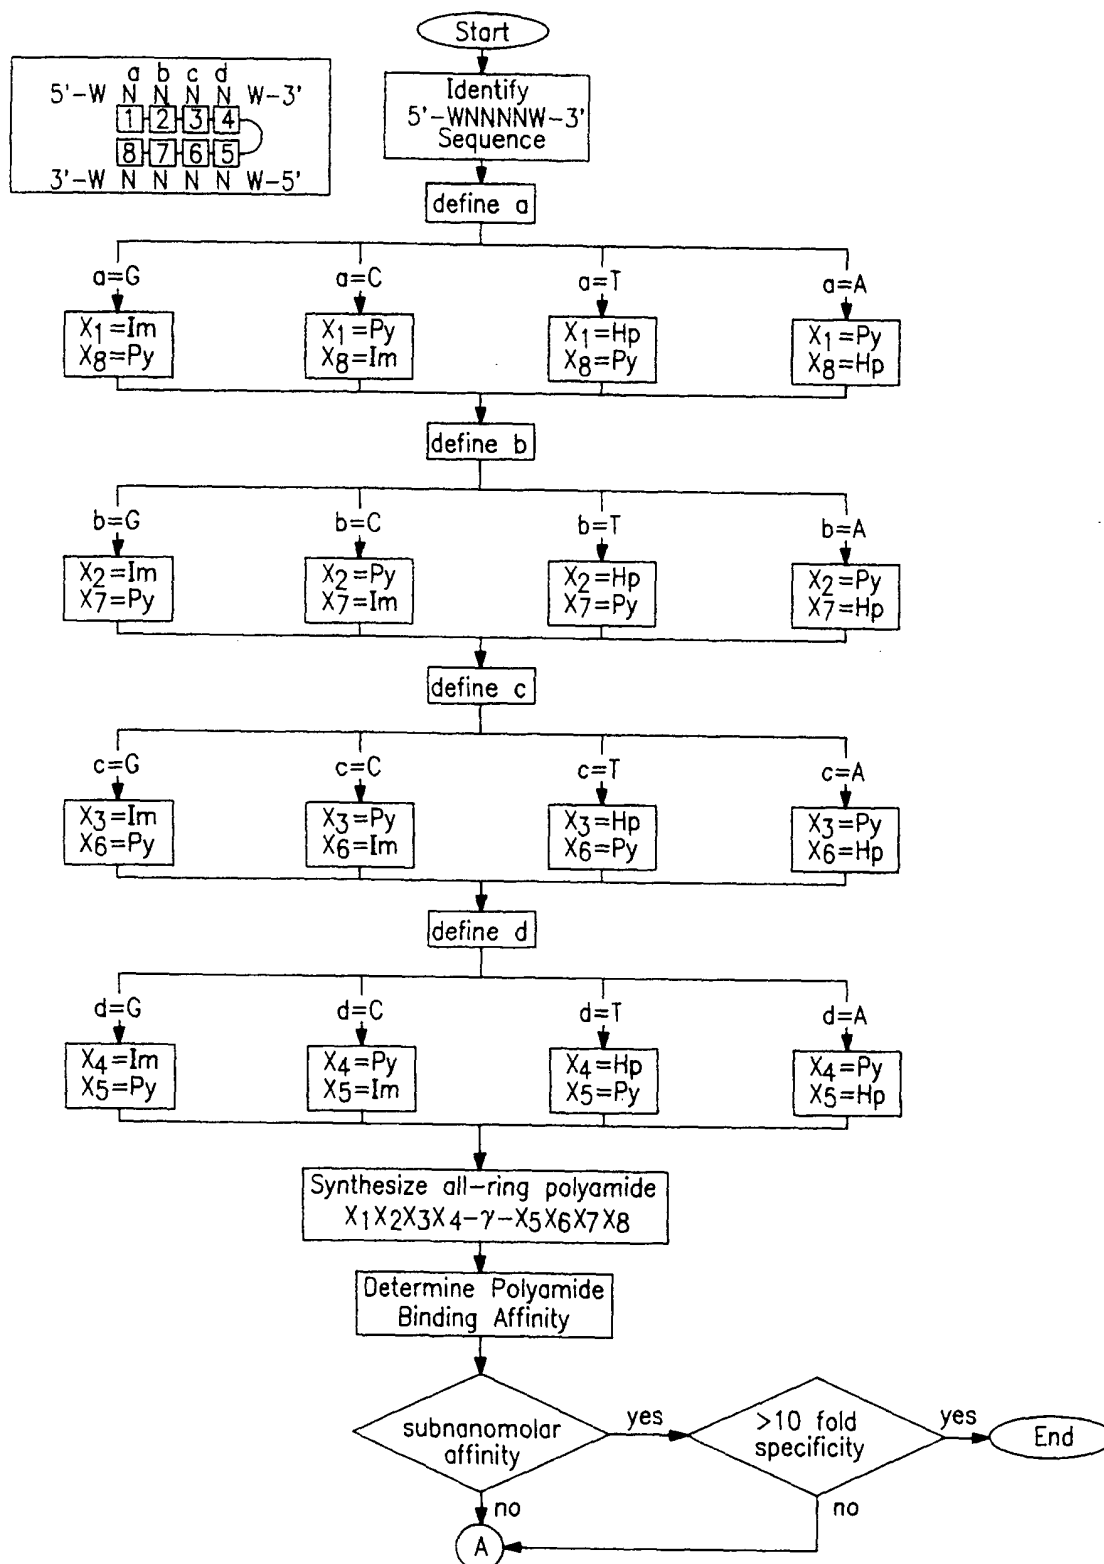 Start
a b c d
5'-W N N N N W-3'
1 2 3 4
8 7 6 5
3'-W N N N N W-5'
Identify
5'-WNNNNW-3'
Sequence
define a
a=G
X1=Im
X8=Py
a=C
X1=Py
X8=Im
a=T
X1=Hp
X8=Py
a=A
X1=Py
X8=Hp
define b
b=G
X2=Im
X7=Py
b=C
X2=Py
X7=Im
b=T
X2=Hp
X7=Py
b=A
X2=Py
X7=Hp
define c
c=G
X3=Im
X6=Py
c=C
X3=Py
X6=Im
c=T
X3=Hp
X6=Py
c=A
X3=Py
X6=Hp
define d
d=G
X4=Im
X5=Py
d=C
X4=Py
X5=Im
d=T
X4=Hp
X5=Py
d=A
X4=Py
X5=Hp
Synthesize all-ring polyamide
X1X2X3X4-γ-X5X6X7X8
Determine Polyamide
Binding Affinity
subnanomolar
affinity
yes
>10 fold
specificity
yes
End
no
no
A